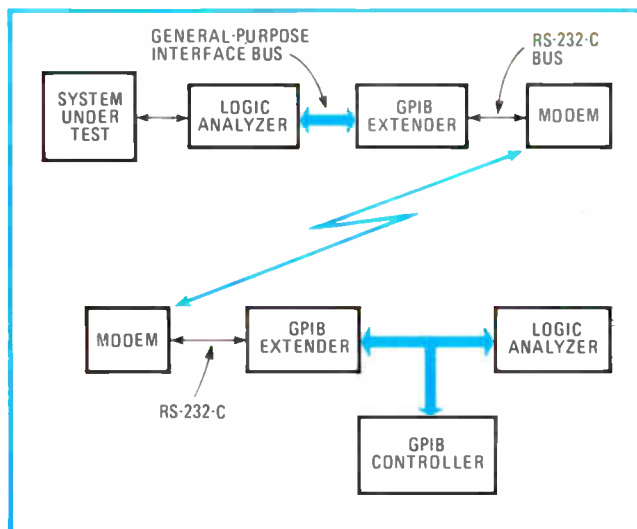 GENERAL-PURPOSE
INTERFACE BUS
RS-232-C
BUS
SYSTEM
UNDER
TEST
LOGIC
ANALYZER
GPIB
EXTENDER
MODEM
MODEM
GPIB
EXTENDER
LOGIC
ANALYZER
RS-232-C
GPIB
CONTROLLER